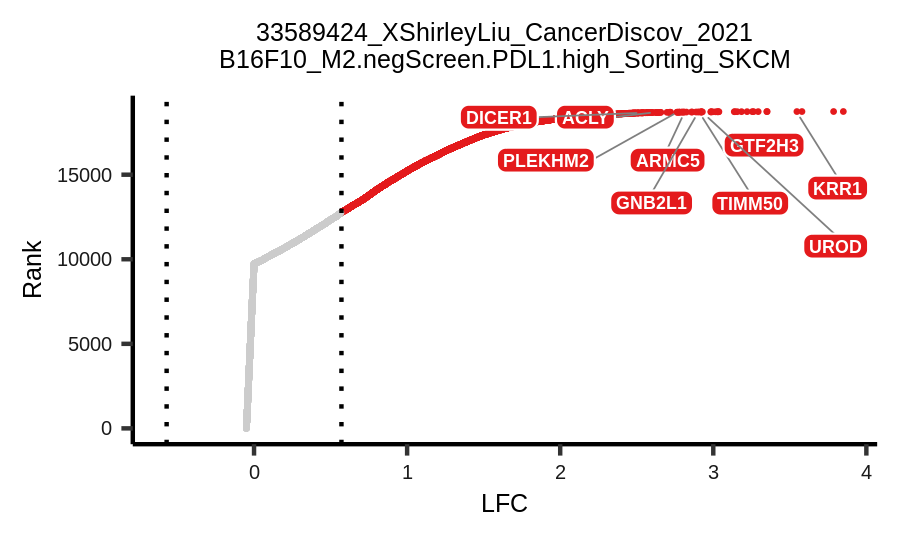 33589424_XShirleyLiu_CancerDiscov_2021
B16F10_M2.negScreen.PDL1.high_Sorting_SKCM
DICER1
ACLY
PLEKHM2
ARMC5
GTF2H3
KRR1
GNB2L1
TIMM50
UROD
Rank
15000
10000
5000
0
0
1
2
3
4
LFC